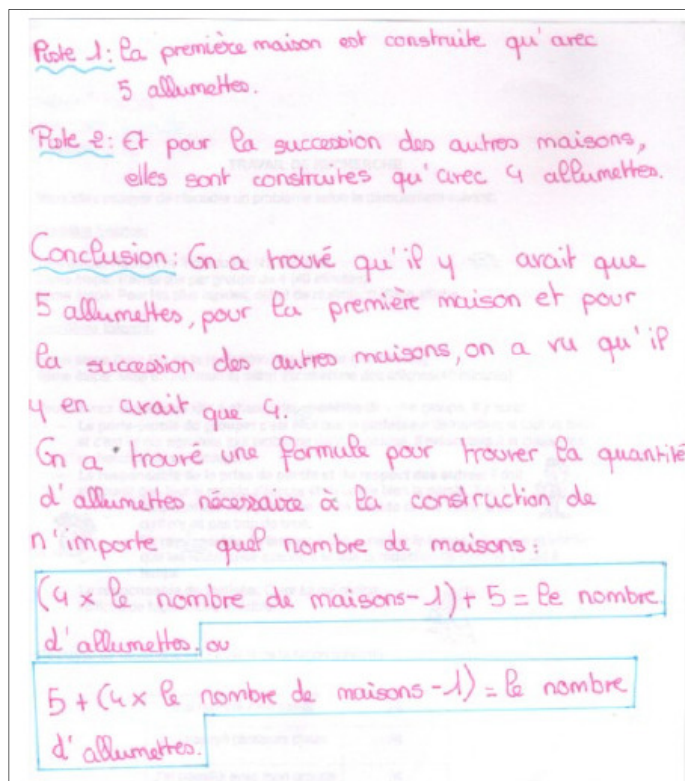 Piste 1: la première maison est construite qu'avec
5 allumettes.
Piste 2: Et pour la succession des autres maisons,
elles sont construites qu'avec 4 allumettes.
Conclusion: On a trouvé qu'il y avait que
5 allumettes, pour la première maison et pour
la succession des autres maisons, on a vu qu'il
y en avait que 4.
On a trouvé une formule pour trouver la quantité
d'allumettes nécessaire à la construction de
n'importe quel nombre de maisons:
(4 x le nombre de maisons-1) + 5 = le nombre
d'allumettes. ou
5 + (4 x le nombre de maisons-1) = le nombre
d'allumettes.